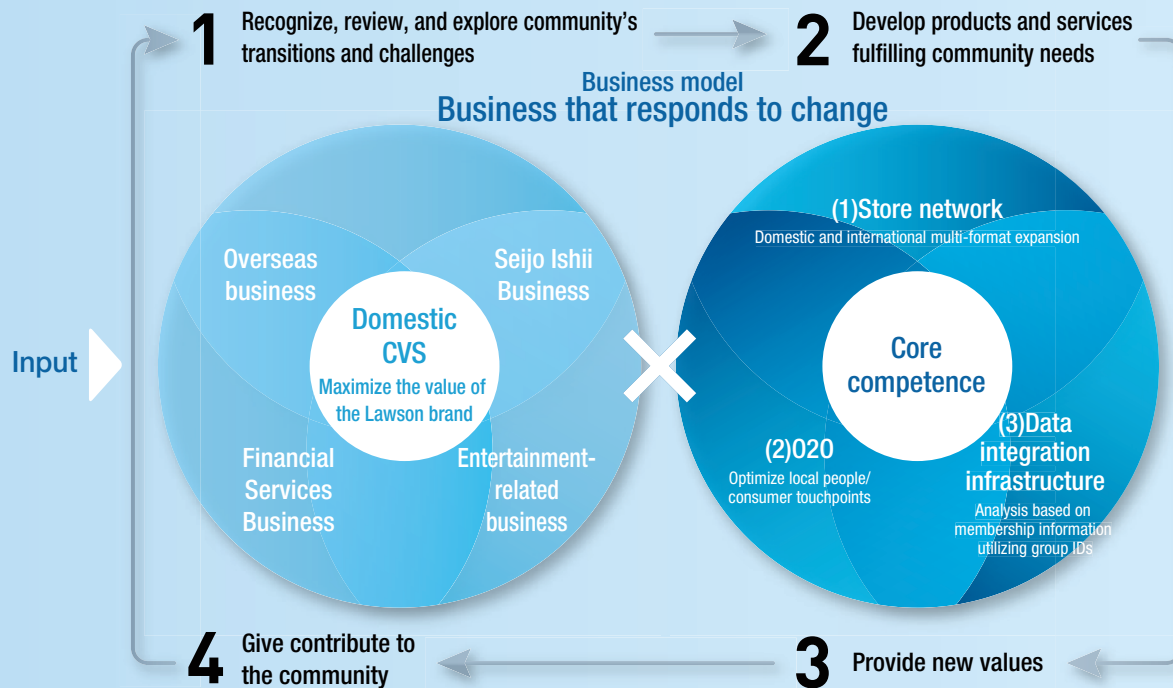 1
Recognize, review, and explore community's
transitions and challenges
2
Develop products and services
fulfilling community needs
Business model
Business that responds to change
Input
Overseas
business
Seijo Ishii
Business
Domestic
CVS
Maximize the value of
the Lawson brand
Financial
Services
Business
Entertainment-
related
business
(1)Store network
Domestic and international multi-format expansion
Core
competence
(2)O2O
Optimize local people/
consumer touchpoints
(3)Data
integration
infrastructure
Analysis based on
membership information
utilizing group IDs
4
Give contribute to
the community
3
Provide new values